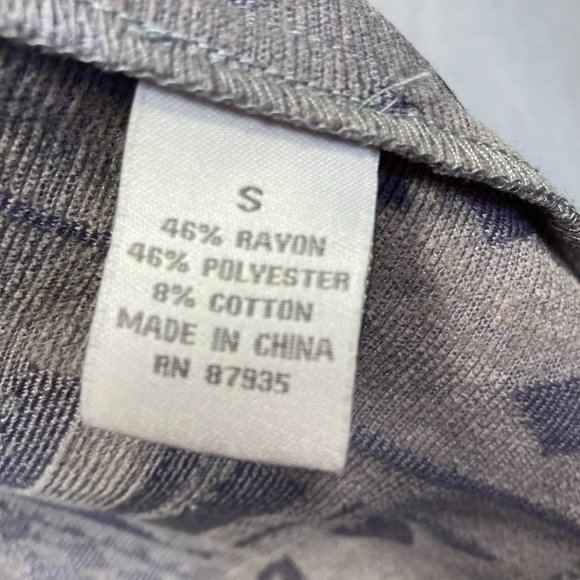 S
46% RAYON
46% POLYESTER
8% COTTON
MADE IN CHINA
RN 87935